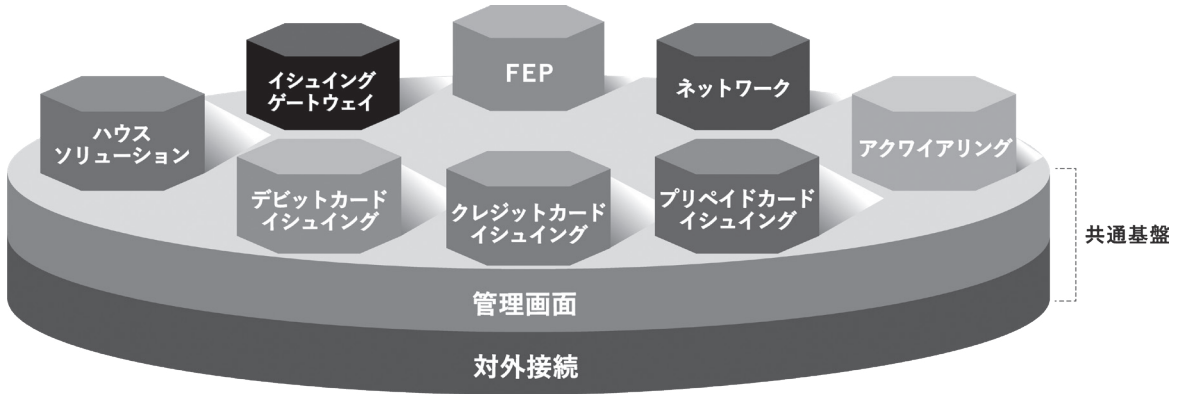 イシュイング
ゲートウェイ
FEP
ネットワーク
ハウス
ソリューション
アクワイアリング
デビットカード
イシュイング
クレジットカード
イシュイング
プリペイドカード
イシュイング
共通基盤
管理画面
対外接続